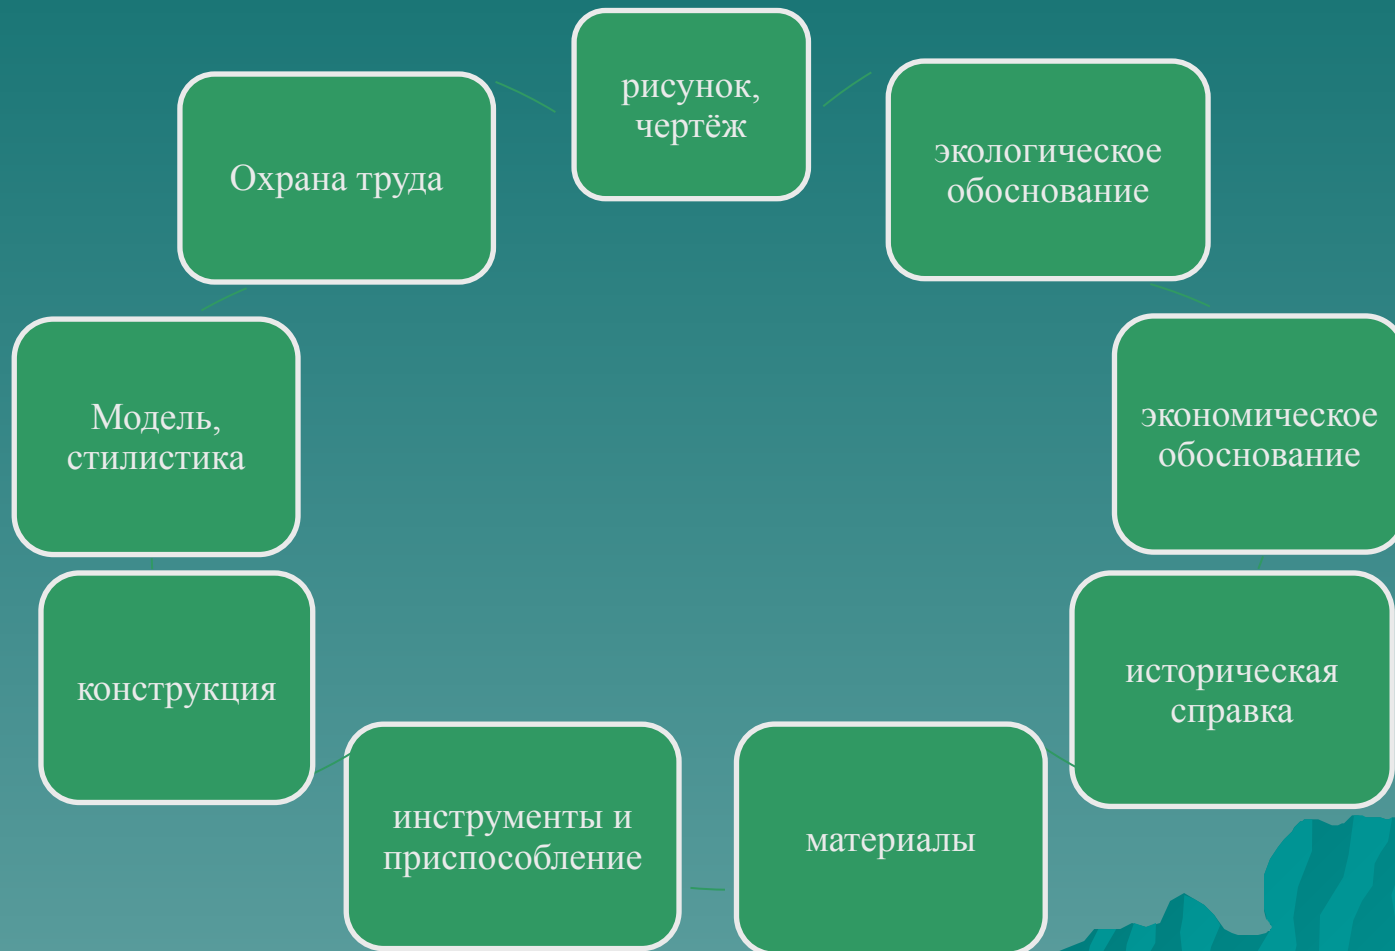 рисунок,
чертёж
экологическое
обоснование
экономическое
обоснование
историческая
справка
материалы
инструменты и
приспособление
конструкция
Модель,
стилистика
Охрана труда